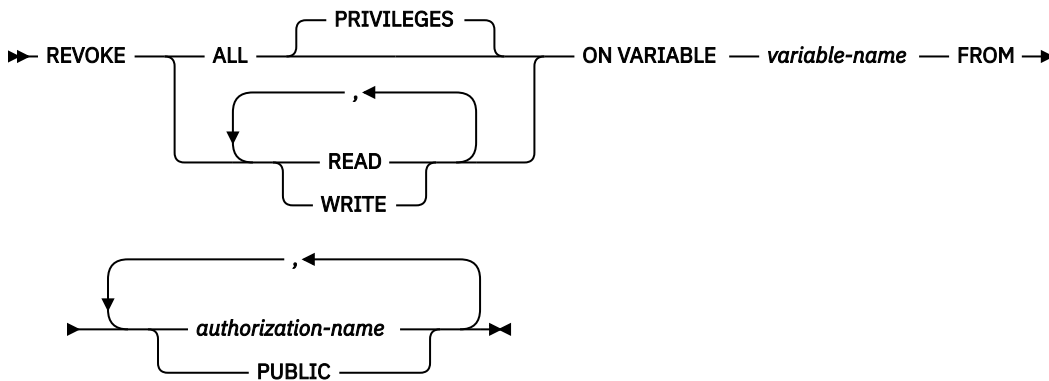 PRIVILEGES
REVOKE ALL ON VARIABLE variable-name FROM
,
READ
WRITE
,
authorization-name
PUBLIC